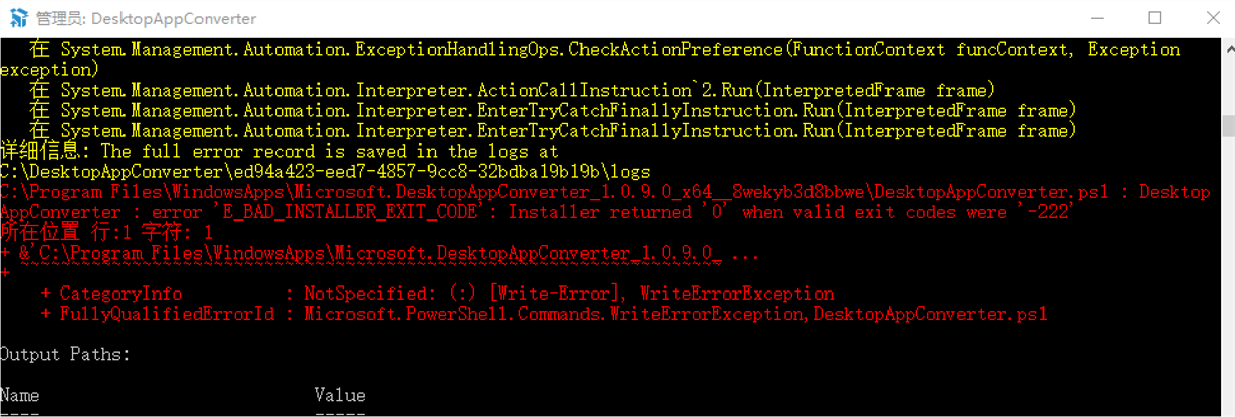 管理员: DesktopAppConverter
在 System.Management.Automation.ExceptionHandlingOps.CheckActionPreference(FunctionContext funcContext, Exception
exception)
在 System.Management.Automation.Interpreter.ActionCallInstruction`2.Run(InterpretedFrame frame)
在 System.Management.Automation.Interpreter.EnterTryCatchFinallyInstruction.Run(InterpretedFrame frame)
在 System.Management.Automation.Interpreter.EnterTryCatchFinallyInstruction.Run(InterpretedFrame frame)
详细信息: The full error record is saved in the logs at
C:\DesktopAppConverter\ed94a423-eed7-4857-9cc8-32bdba19b19b\logs
C:\Program Files\WindowsApps\Microsoft.DesktopAppConverter_1.0.9.0_x64__8wekyb3d8bbwe\DesktopAppConverter.ps1 : Desktop
AppConverter : error 'E_BAD_INSTALLER_EXIT_CODE': Installer returned '0' when valid exit codes were '-222'
所在位置 行:1 字符: 1
+ &'C:\Program Files\WindowsApps\Microsoft.DesktopAppConverter_1.0.9.0_ ...
+ ~~~~~~~~~~~~~~~~~~~~~~~~~~~~~~~~~~~~~~~~~~~~~~~~~~~~~~~~~~~~~~~~~~~~~
+ CategoryInfo : NotSpecified: (:) [Write-Error], WriteErrorException
+ FullyQualifiedErrorId : Microsoft.PowerShell.Commands.WriteErrorException,DesktopAppConverter.ps1
Output Paths:
Name Value
---- -----